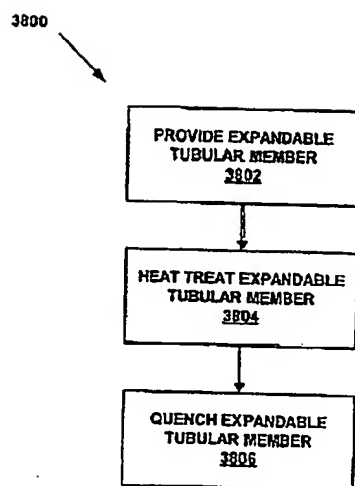 3800
PROVIDE EXPANDABLE
TUBULAR MEMBER
3802
HEAT TREAT EXPANDABLE
TUBULAR MEMBER
3804
QUENCH EXPANDABLE
TUBULAR MEMBER
3806